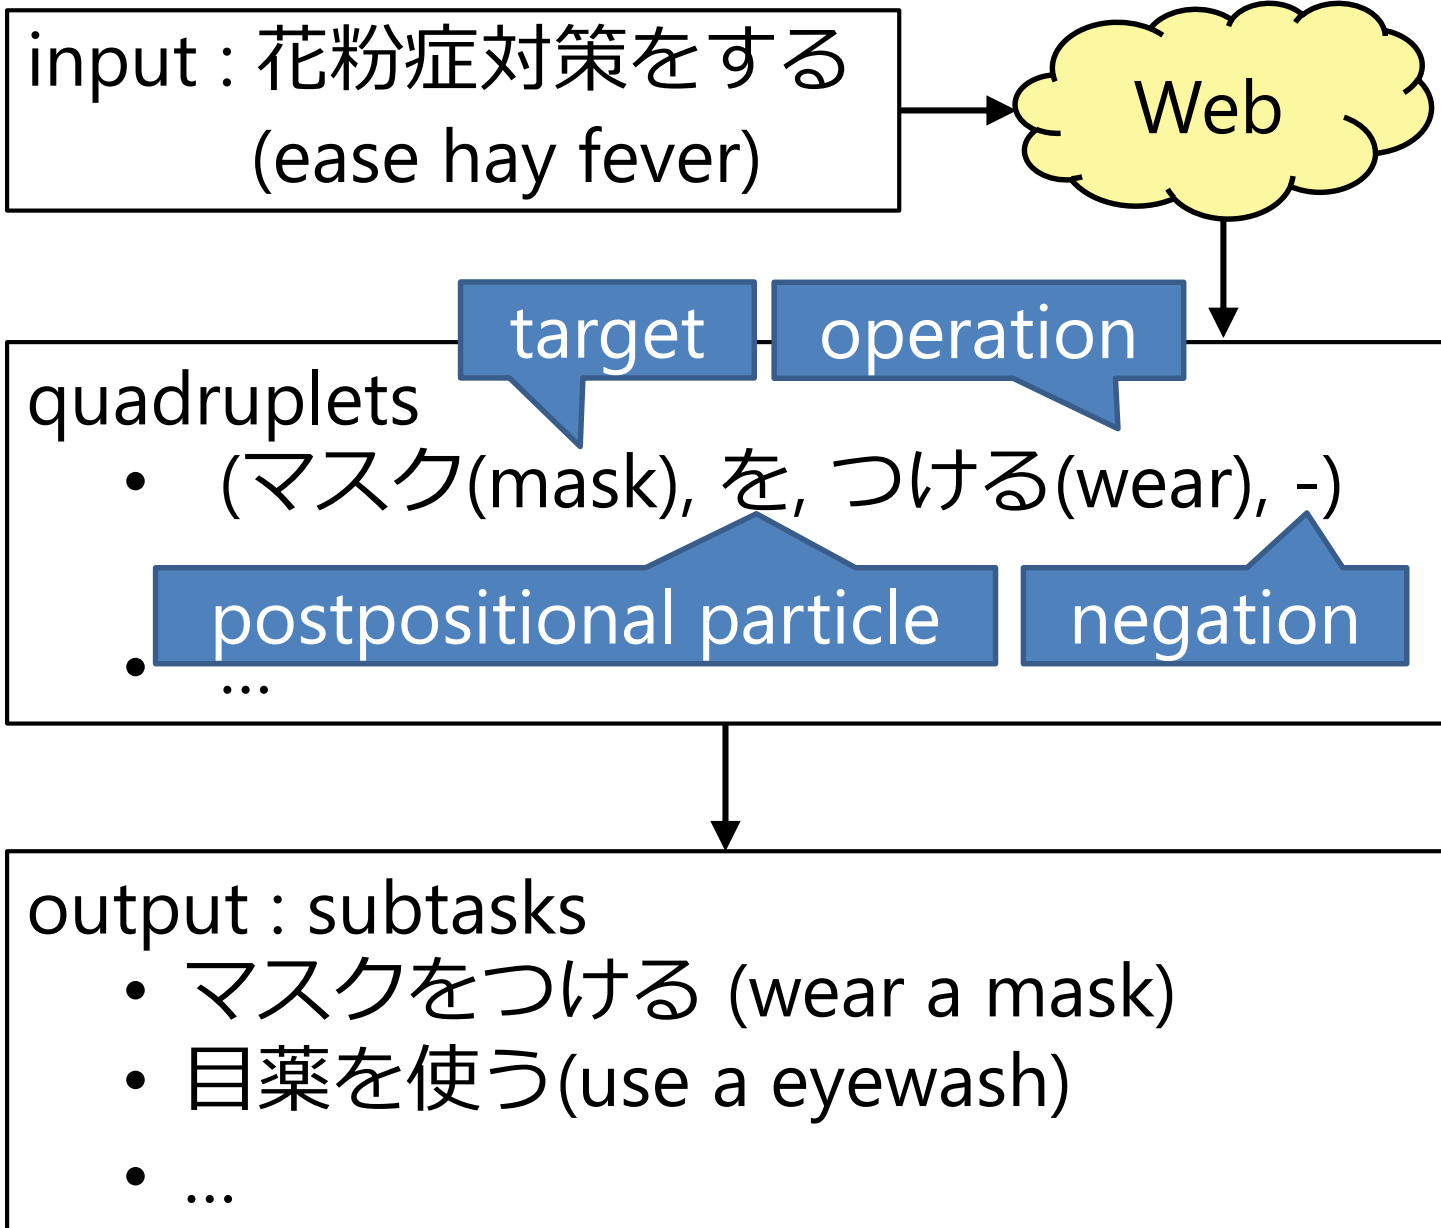 input : 花粉症対策をする
(ease hay fever)
Web
target
operation
quadruplets
• (マスク(mask), を, つける(wear), -)
postpositional particle
negation
• ...
output : subtasks
• マスクをつける (wear a mask)
• 目薬を使う(use a eyewash)
• ...